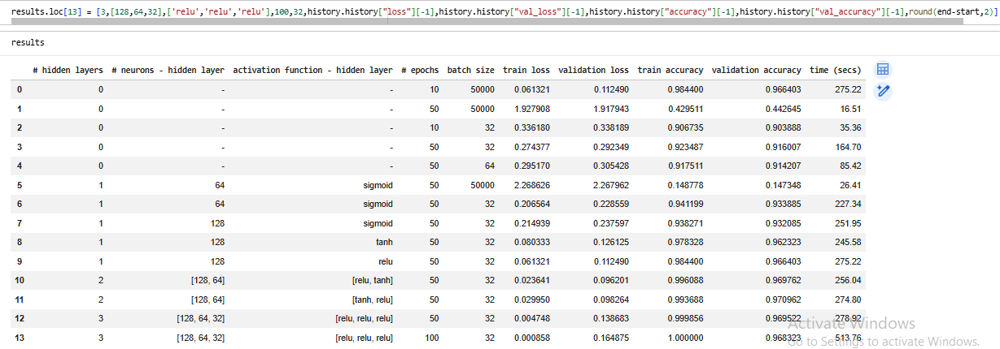 results.loc[13] = [3,[128,64,32],['relu','relu','relu'],100,32,history.history["loss"][-1],history.history["val_loss"][-1],history.history["accuracy"][-1],history.history["val_accuracy"][-1],round(end-start,2)]
results
# hidden layers # neurons - hidden layer activation function - hidden layer # epochs batch size train loss validation loss train accuracy validation accuracy time (secs)
0 0 - - 10 50000 0.061321 0.112490 0.984400 0.966403 275.22
1 0 - - 50 50000 1.927908 1.917943 0.429511 0.442645 16.51
2 0 - - 10 32 0.336180 0.338189 0.906735 0.903888 35.36
3 0 - - 50 32 0.274377 0.292349 0.923487 0.916007 164.70
4 0 - - 50 64 0.295170 0.305428 0.917511 0.914207 85.42
5 1 64 sigmoid 50 50000 2.268626 2.267962 0.148778 0.147348 26.41
6 1 64 sigmoid 50 32 0.206564 0.228559 0.941199 0.933885 227.34
7 1 128 sigmoid 50 32 0.214939 0.237597 0.938271 0.932085 251.95
8 1 128 tanh 50 32 0.080333 0.126125 0.978328 0.962323 245.58
9 1 128 relu 50 32 0.061321 0.112490 0.984400 0.966403 275.22
10 2 [128, 64] [relu, tanh] 50 32 0.023641 0.096201 0.996088 0.969762 256.04
11 2 [128, 64] [tanh, relu] 50 32 0.029950 0.098264 0.993688 0.970962 274.80
12 3 [128, 64, 32] [relu, relu, relu] 50 32 0.004748 0.138683 0.999856 0.969522 278.92
13 3 [128, 64, 32] [relu, relu, relu] 100 32 0.000858 0.164875 1.000000 0.968323 513.76
Activate Windows
Go to Settings to activate Windows.